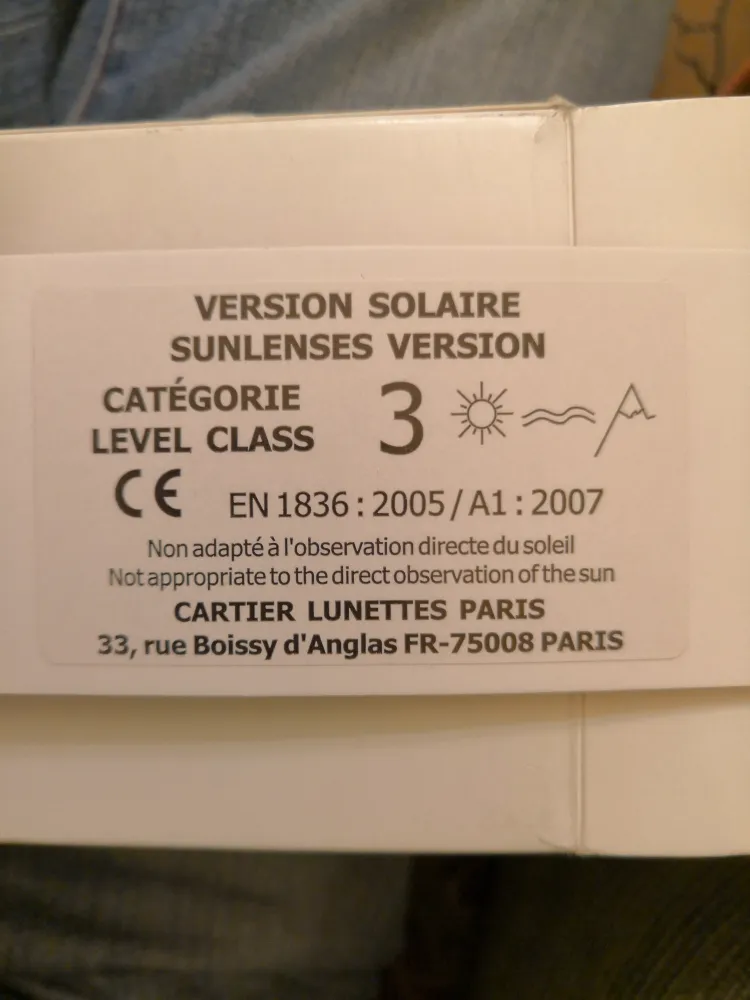 VERSION SOLAIRE
SUNLENSES VERSION
CATÉGORIE
LEVEL CLASS
3
CE EN 1836 : 2005 / A1 : 2007
Non adapté à l'observation directe du soleil
Not appropriate to the direct observation of the sun
CARTIER LUNETTES PARIS
33, rue Boissy d'Anglas FR-75008 PARIS